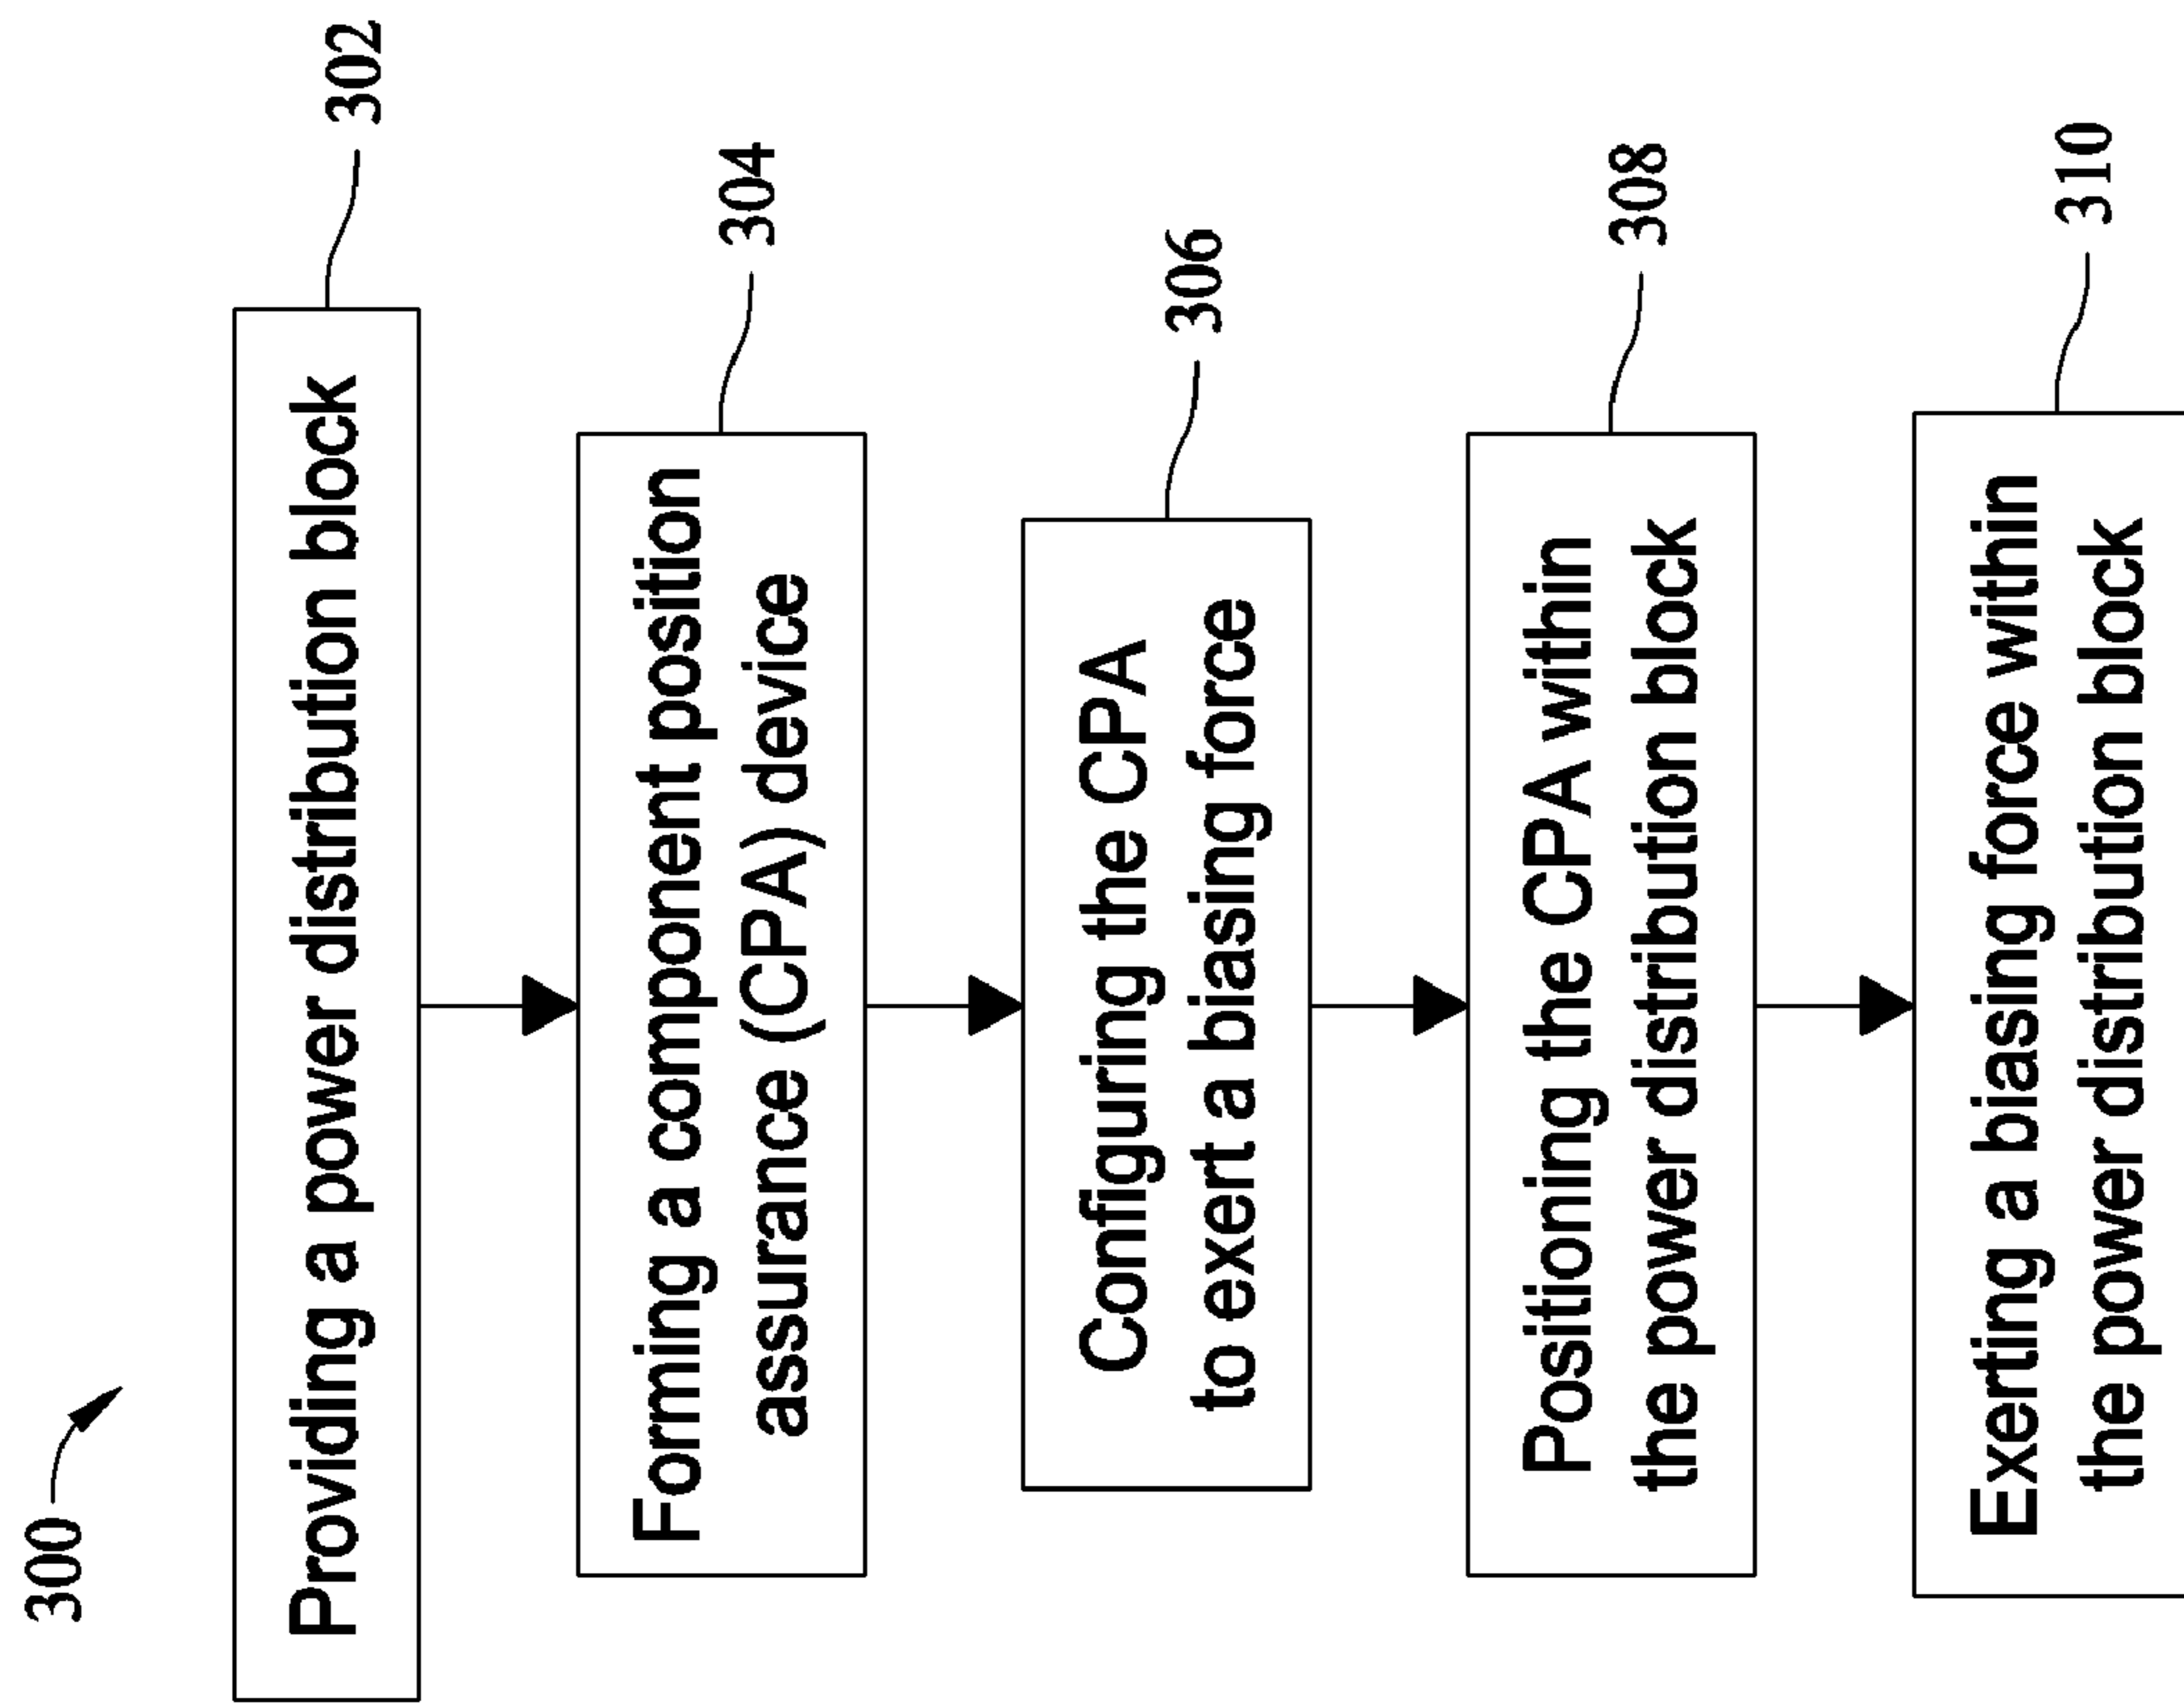 300
Providing a power distribution block
302
Forming a component position
assurance (CPA) device
304
Configuring the CPA
to exert a biasing force
306
Positioning the CPA within
the power distribution block
308
Exerting a biasing force within
the power distribution block
310